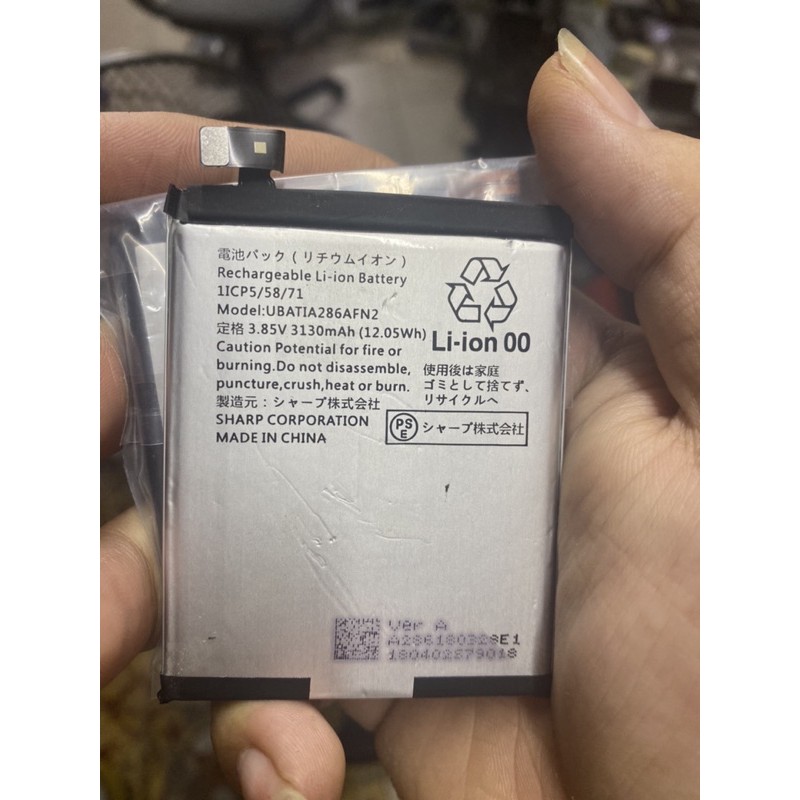 電池パック(リチウムイオン)
Rechargeable Li-ion Battery
1ICP5/58/71
Model:UBATIA286AFN2
定格 3.85V 3130mAh (12.05Wh)
Caution Potential for fire or
burning.Do not disassemble,
puncture,crush,heat or burn.
製造元:シャープ株式会社
SHARP CORPORATION
MADE IN CHINA
Li-ion 00
使用後は家庭
ゴミとして捨てず、
リサイクルへ
PS
E
シャープ株式会社
Ver A
A286180328E1
180402S79018